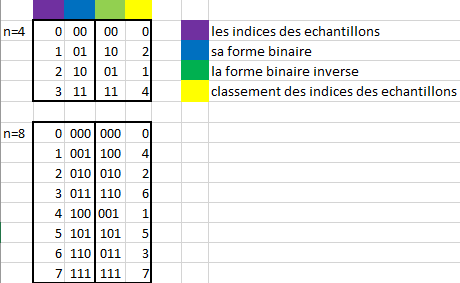 n=4 0 00 00 0 les indices des echantillons
1 01 10 2 sa forme binaire
2 10 01 1 la forme binaire inverse
3 11 11 4 classement des indices des echantillons
n=8 0 000 000 0
1 001 100 4
2 010 010 2
3 011 110 6
4 100 001 1
5 101 101 5
6 110 011 3
7 111 111 7